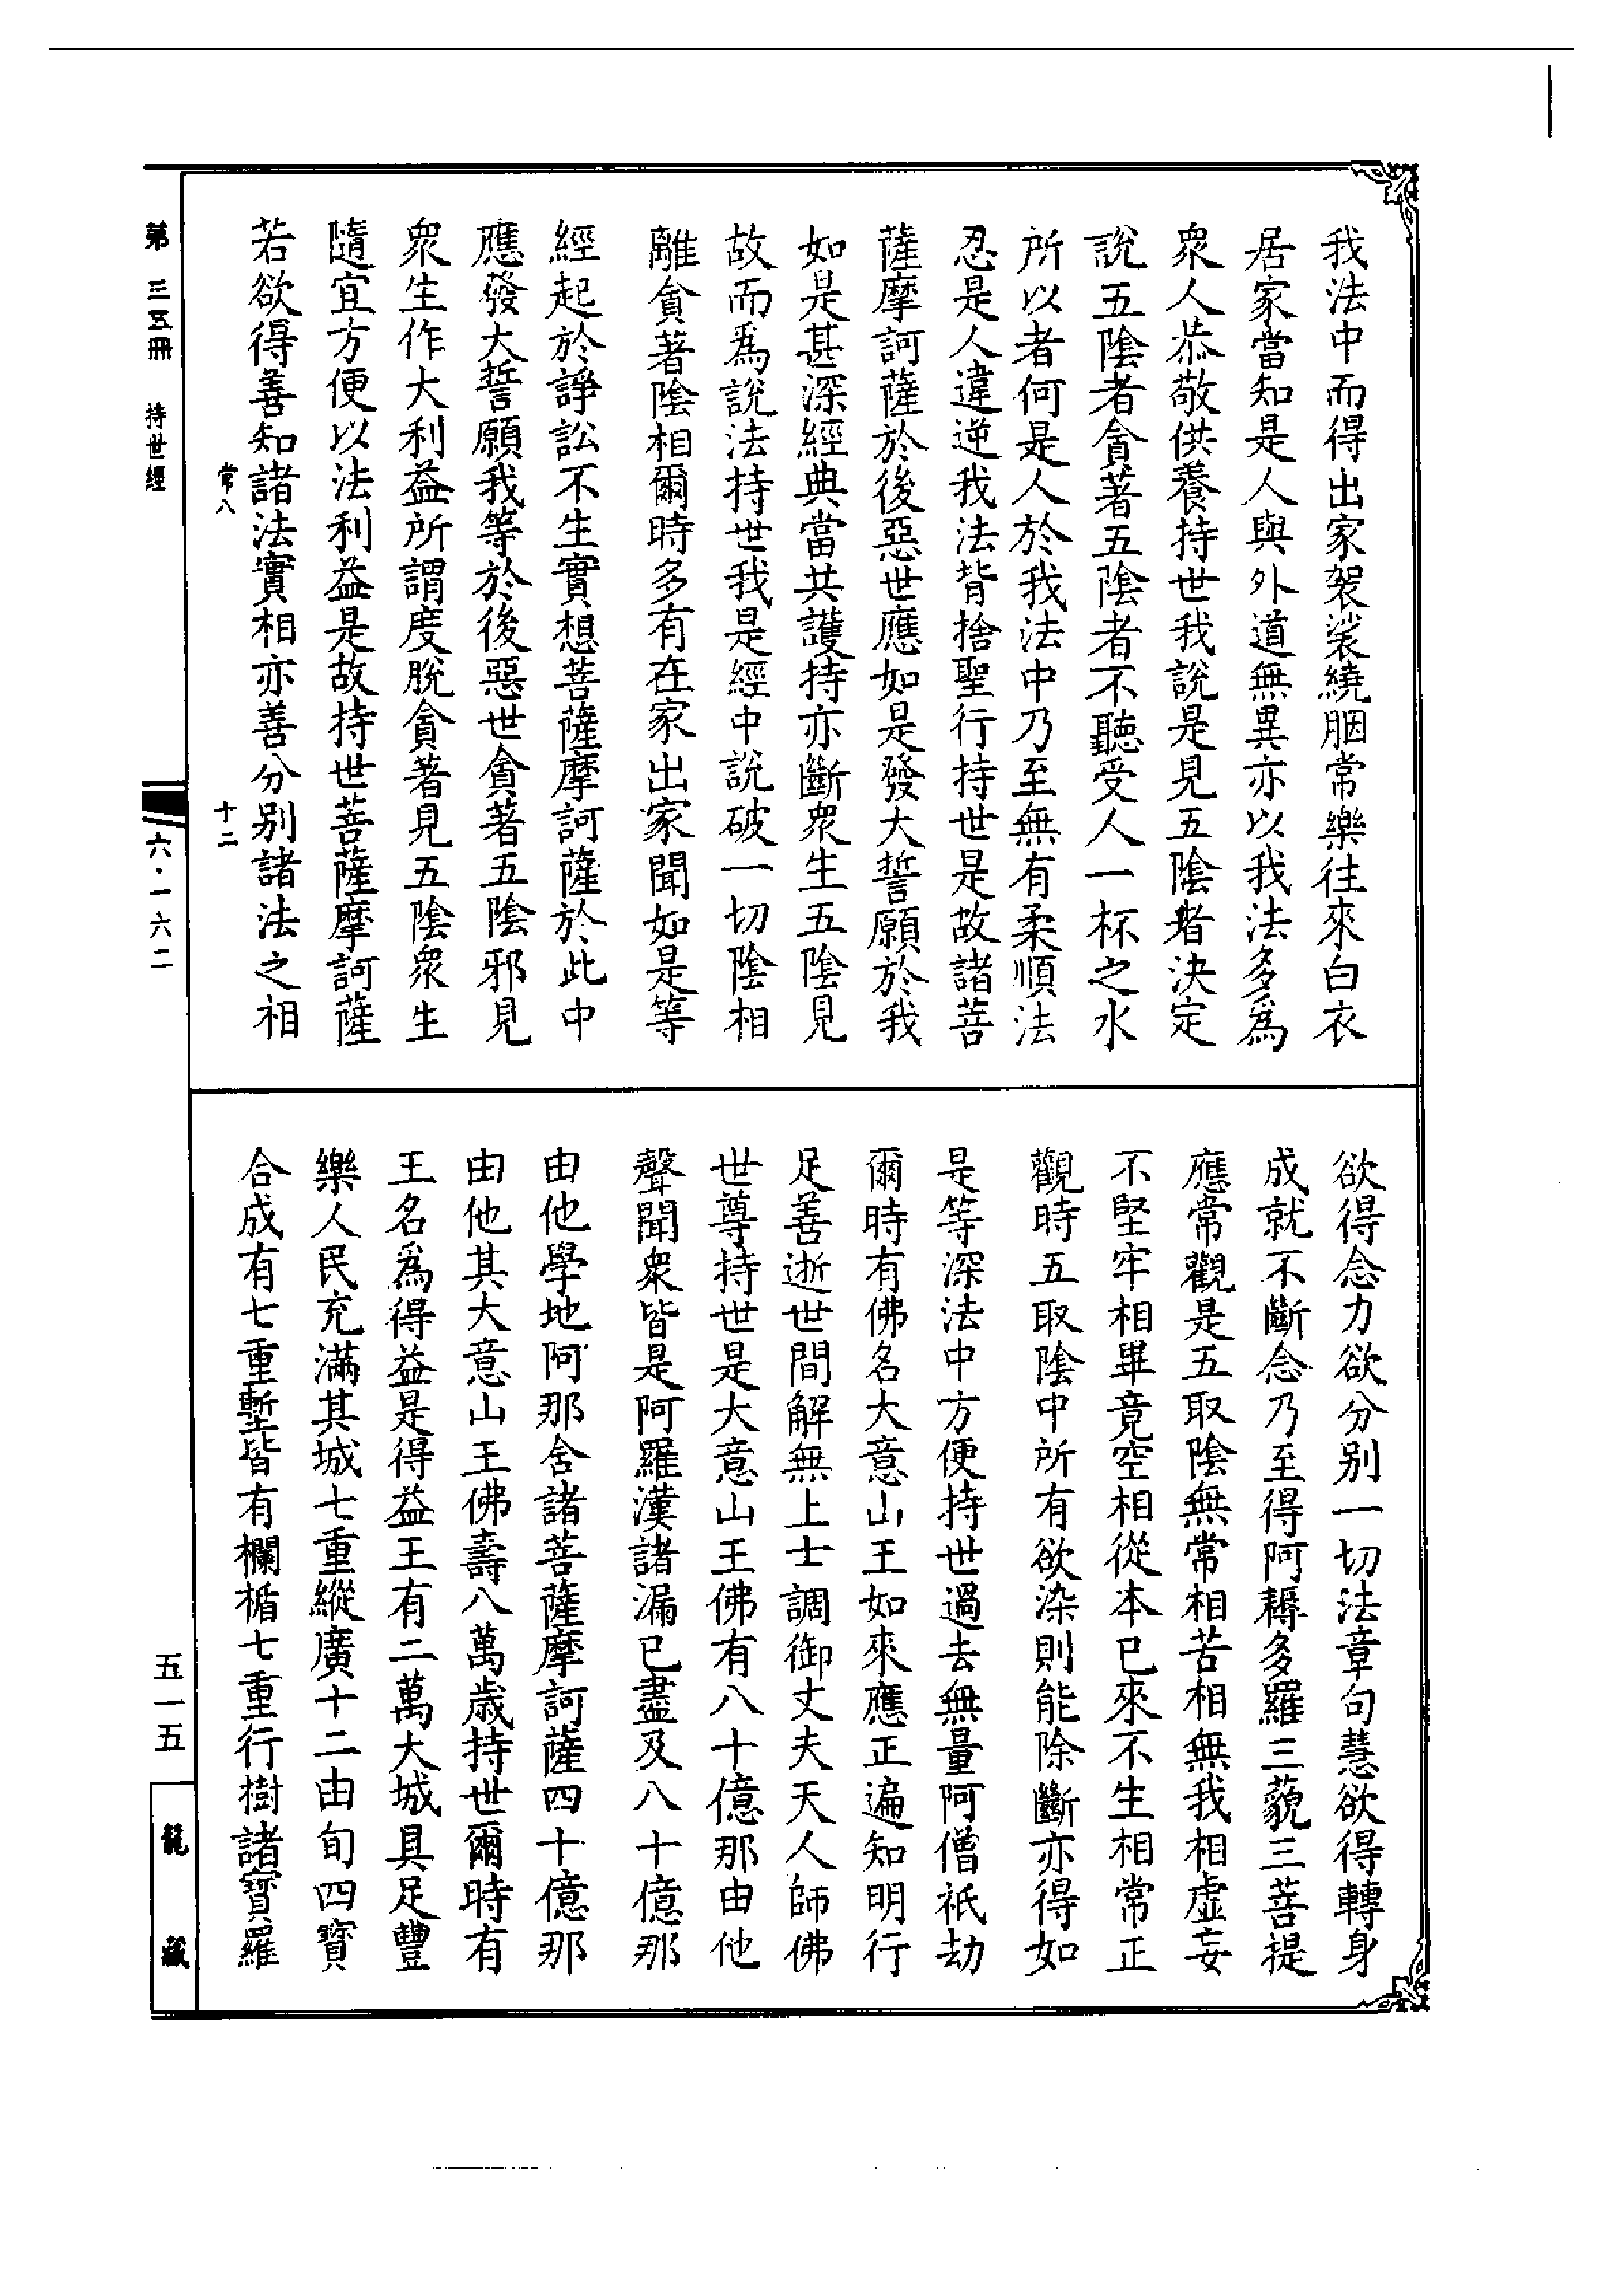 我法中而得出家袈裟繞胭常樂往來白衣
居家當知是人與外道無異亦以我法多爲
衆人恭敬供養持世我說是見五陰者決定
說五陰者貪著五陰者不聽受人一杯之水
所以者何是人於我法中乃至無有柔順法
忍是人違逆我法背捨聖行持世是故諸菩
薩摩訶薩於後惡世應如是發大誓願於我
如是甚深經典當共護持亦斷衆生五陰見
故而爲說法持世我是經中說破一切陰相
離貪著陰相爾時多有在家出家聞如是等
經起於諍訟不生實想菩薩摩訶薩於此中
應發大誓願我等於後惡世貪著五陰邪見
衆生作大利益所謂度脫貪著見五陰衆生
隨宜方便以法利益是故持世菩薩摩訶薩
若欲得善知諸法實相亦善分別諸法之相
常八
十二
欲得念力欲分別一切法章句慧欲得轉身
成就不斷念乃至得阿耨多羅三藐三菩提
應常觀是五取陰無常相苦相無我相虛妄
不堅牢相畢竟空相從本已來不生相常正
觀時五取陰中所有欲染則能除斷亦得如
是等深法中方便持世過去無量阿僧祇劫
爾時有佛名大意山王如來應正遍知明行
足善逝世間解無上士調御丈夫天人師佛
世尊持世是大意山王佛有八十億那由他
聲聞衆皆是阿羅漢諸漏已盡及八十億那
由他學地阿那含諸菩薩摩訶薩四十億那
由他其大意山王佛壽八萬歲持世爾時有
王名爲得益是得益王有二萬大城具足豐
樂人民充滿其城七重縱廣十二由旬四寶
合成有七重塹皆有欄楯七重行樹諸寶羅
第三五冊 持世經
六·一六二
五一五
龍藏